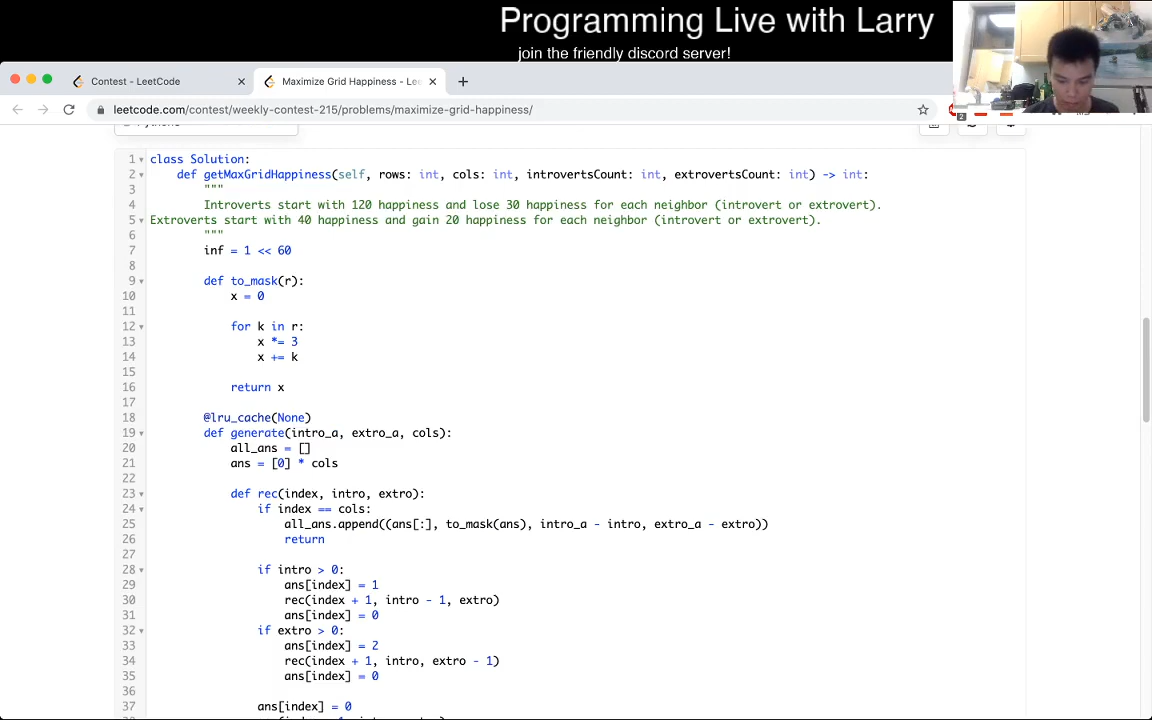 Programming Live with Larry
join the friendly discord server!
Contest - LeetCode
Maximize Grid Happiness - Lee
leetcode.com/contest/weekly-contest-215/problems/maximize-grid-happiness/
2
1 class Solution:
2 def getMaxGridHappiness(self, rows: int, cols: int, introvertsCount: int, extrovertsCount: int) -> int:
3 """
4 Introverts start with 120 happiness and lose 30 happiness for each neighbor (introvert or extrovert).
5 Extroverts start with 40 happiness and gain 20 happiness for each neighbor (introvert or extrovert).
6 """
7 inf = 1 << 60
8
9 def to_mask(r):
10 x = 0
11
12 for k in r:
13 x *= 3
14 x += k
15
16 return x
17
18 @lru_cache(None)
19 def generate(intro_a, extro_a, cols):
20 all_ans = []
21 ans = [0] * cols
22
23 def rec(index, intro, extro):
24 if index == cols:
25 all_ans.append((ans[:], to_mask(ans), intro_a - intro, extro_a - extro))
26 return
27
28 if intro > 0:
29 ans[index] = 1
30 rec(index + 1, intro - 1, extro)
31 ans[index] = 0
32 if extro > 0:
33 ans[index] = 2
34 rec(index + 1, intro, extro - 1)
35 ans[index] = 0
36
37 ans[index] = 0